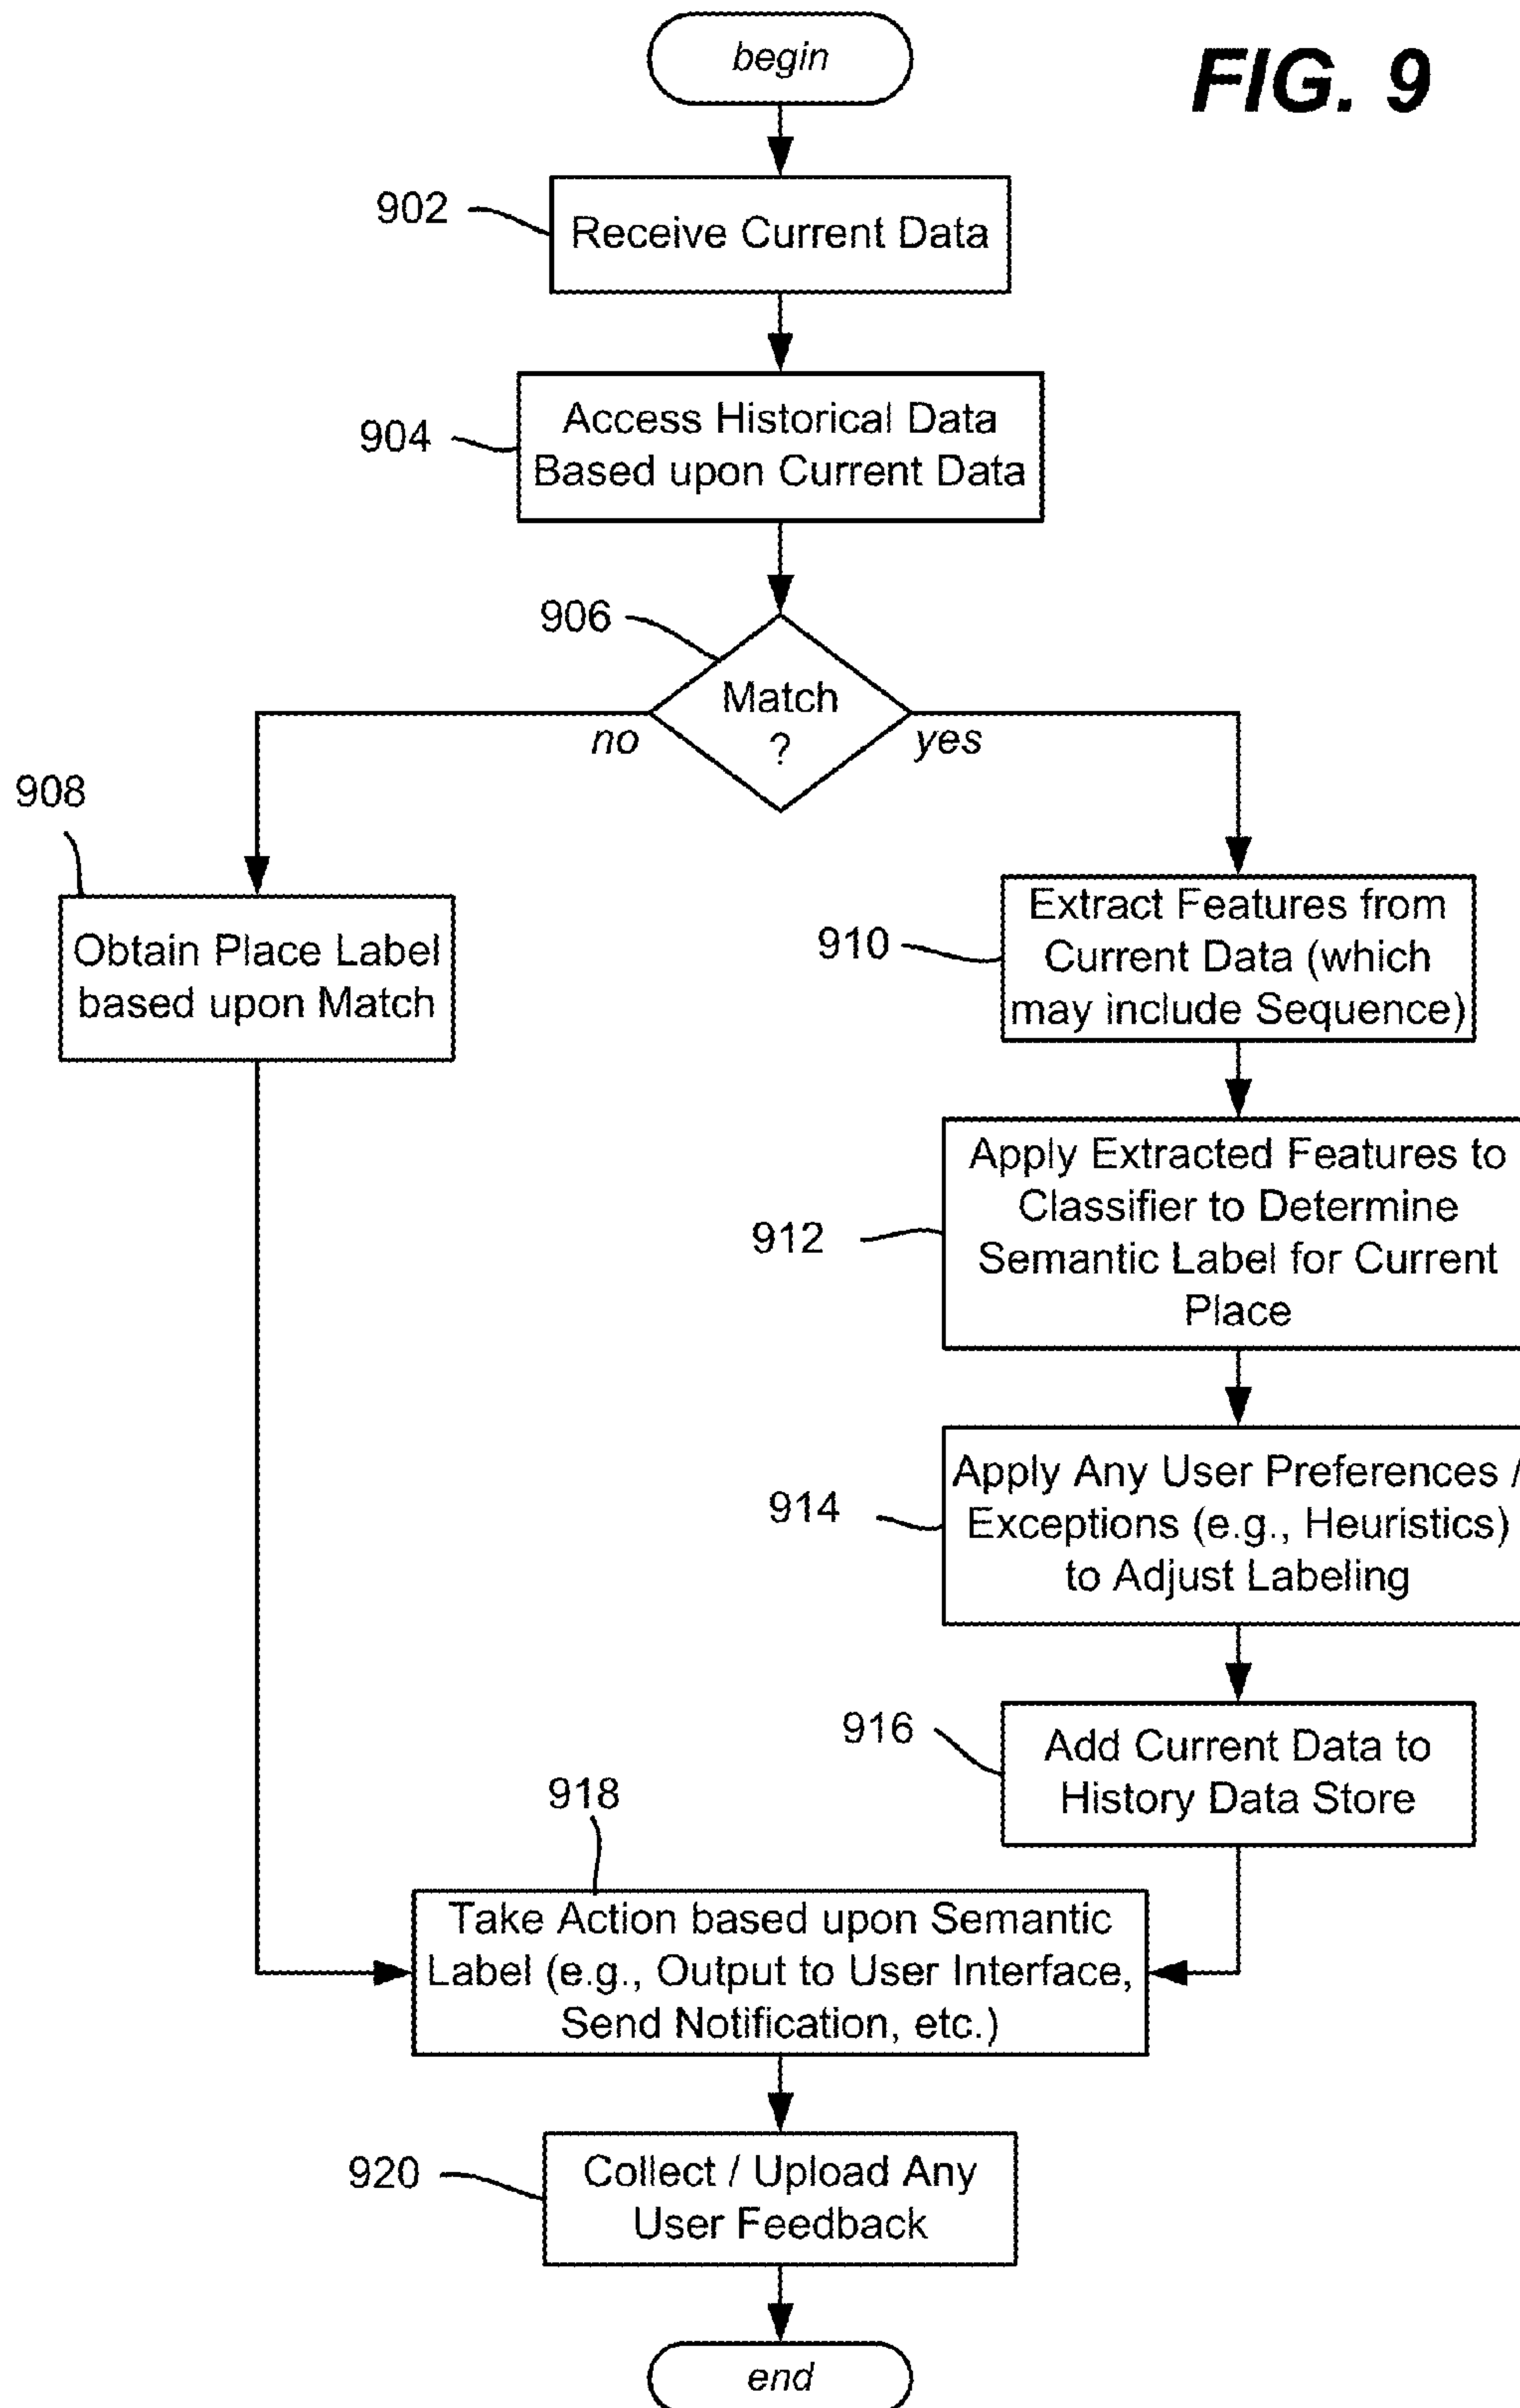 begin
FIG. 9
902
Receive Current Data
904
Access Historical Data
Based upon Current Data
906
Match
?
no
yes
908
Obtain Place Label
based upon Match
910
Extract Features from
Current Data (which
may include Sequence)
912
Apply Extracted Features to
Classifier to Determine
Semantic Label for Current
Place
914
Apply Any User Preferences /
Exceptions (e.g., Heuristics)
to Adjust Labeling
916
Add Current Data to
History Data Store
918
Take Action based upon Semantic
Label (e.g., Output to User Interface,
Send Notification, etc.)
920
Collect / Upload Any
User Feedback
end